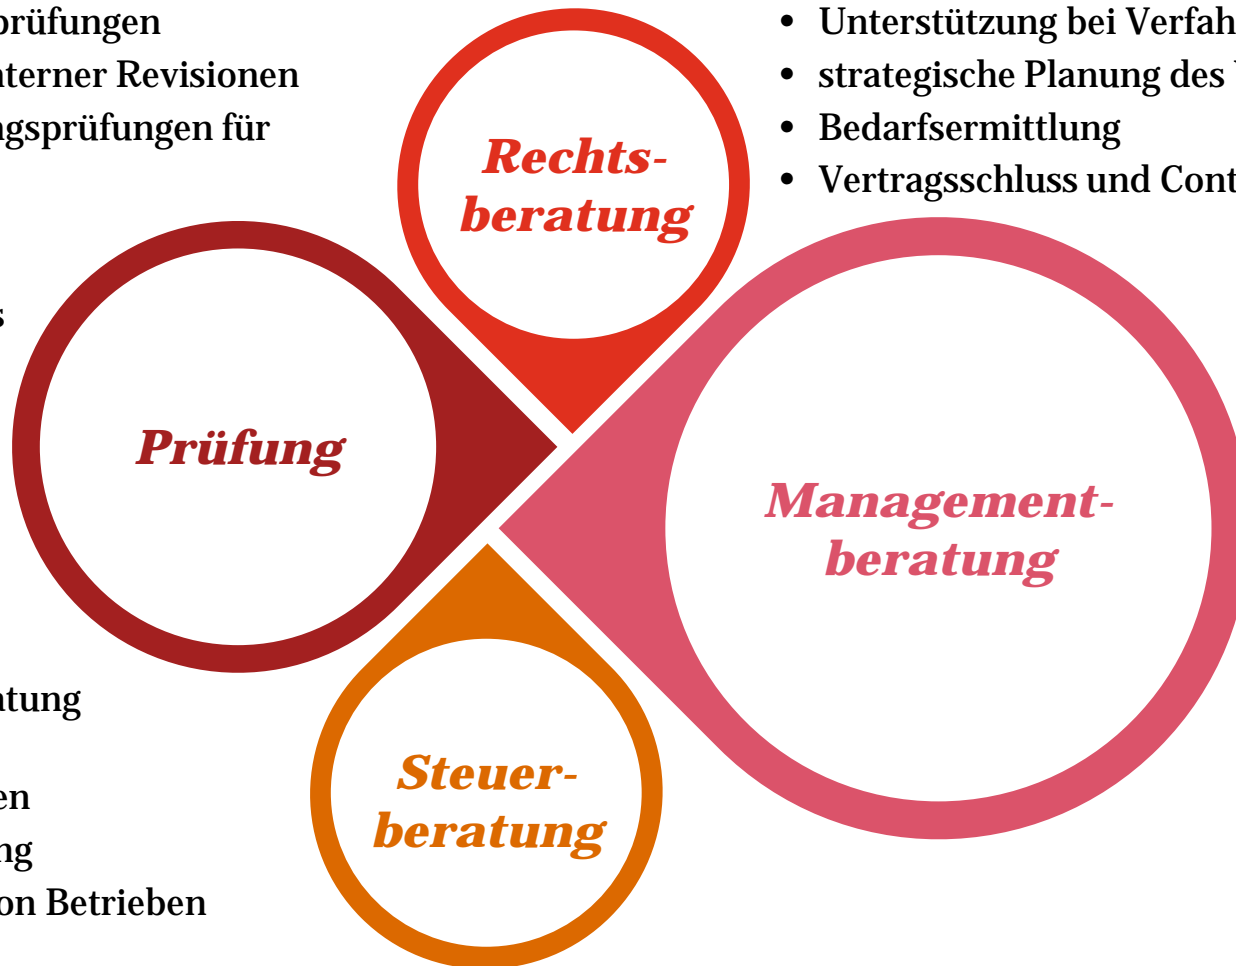 prüfungen
nterner Revisionen
ngsprüfungen für
s
atung
en
ng
on Betrieben
• Unterstützung bei Verfah
• strategische Planung des
• Bedarfsermittlung
• Vertragsschluss und Cont
Rechts-
beratung
Prüfung
Management-
beratung
Steuer-
beratung